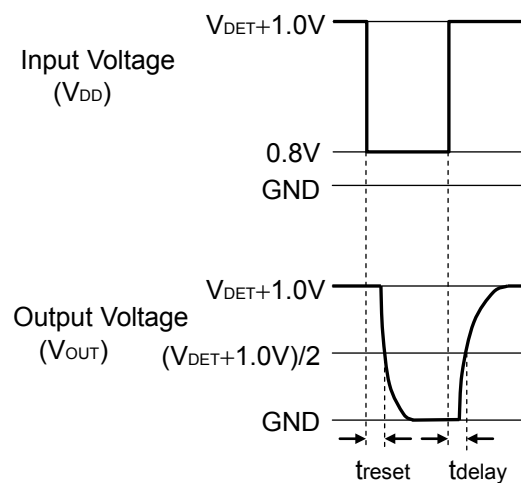 VDET+1.0V
Input Voltage
(VDD)
0.8V
GND
VDET+1.0V
Output Voltage
(VOUT)
(VDET+1.0V)/2
GND
treset
tdelay